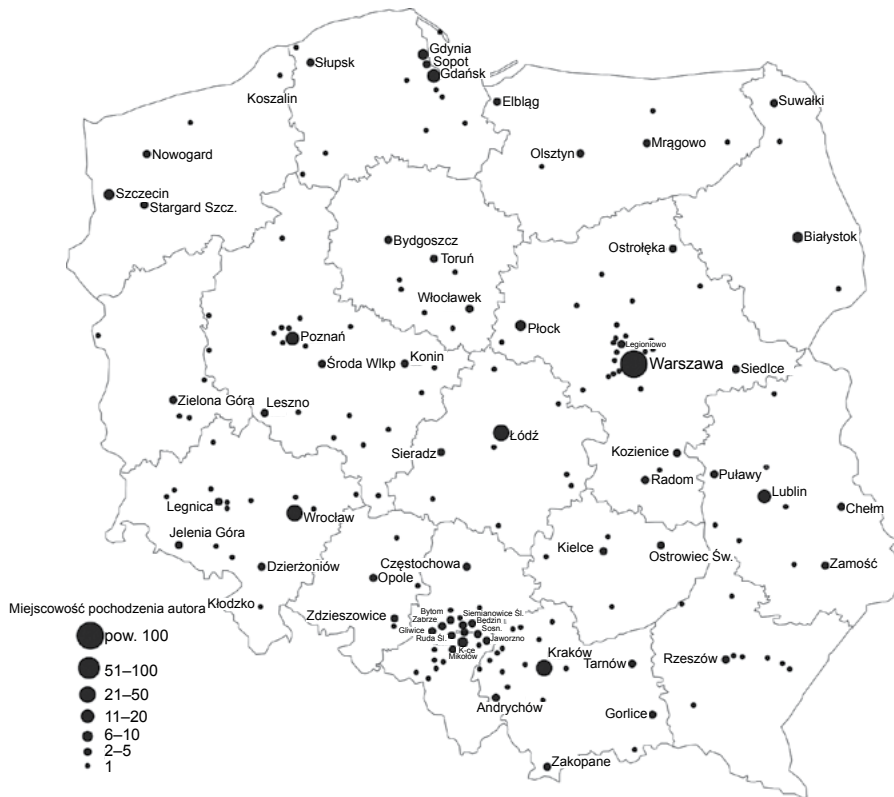 Gdynia
Słupsk
Sopot
Gdańsk
Koszalin
Elbląg
Suwałki
Mrągowo
Olsztyn
Nowogard
Szczecin
Stargard Szcz.
Białystok
Bydgoszcz
Ostrołęka
Toruń
Włocławek
Płock
Poznań
Legioniowo
Warszawa
Środa Wlkp
Konin
Siedlce
Zielona Góra
Leszno
Łódź
Sieradz
Kozienice
Radom
Puławy
Lublin
Legnica
Wrocław
Chełm
Jelenia Góra
Kielce
Ostrowiec Św.
Dzierżoniów
Częstochowa
Opole
Zamość
Kłodzko
Zdzieszowice
Bytom
Semianowice Śl.
Zabrze
Będzin
Gliwice
Sosn.
Ruda Śl.
Jaworzno
K-ce
Mikołów
Kraków
Tarnów
Rzeszów
Andrychów
Gorlice
Zakopane
Miejscowość pochodzenia autora
pow. 100
51–100
21–50
11–20
6–10
2–5
1